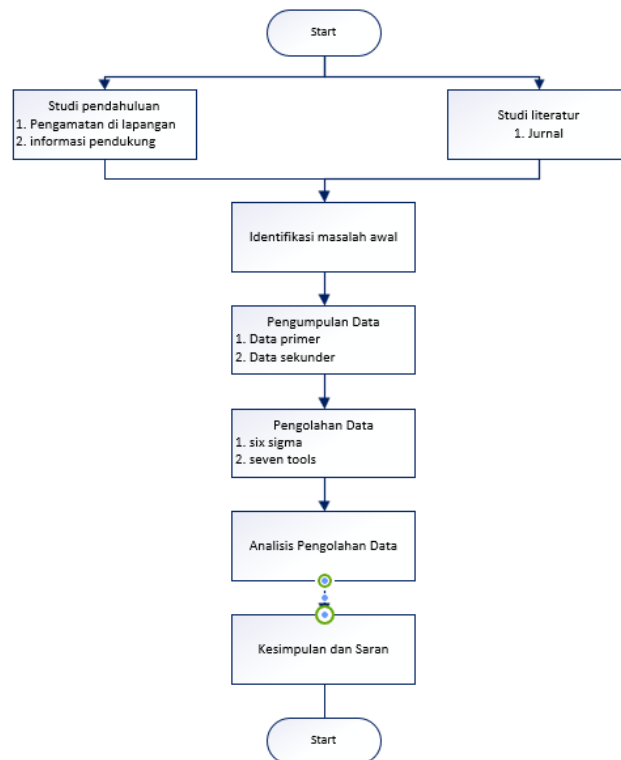 Start
Studi pendahuluan
1. Pengamatan di lapangan
2. informasi pendukung
Studi literatur
1. Jurnal
Identifikasi masalah awal
Pengumpulan Data
1. Data primer
2. Data sekunder
Pengolahan Data
1. six sigma
2. seven tools
Analisis Pengolahan Data
Kesimpulan dan Saran
Start